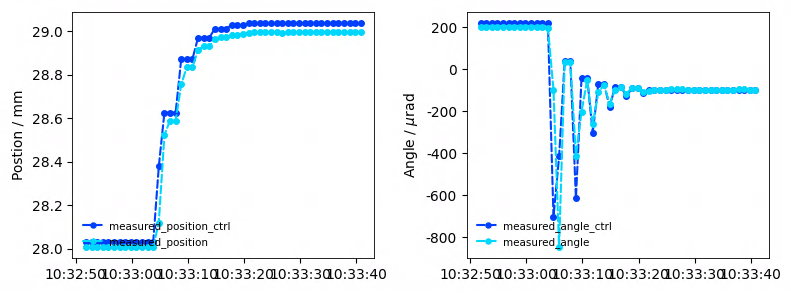 29.0
28.8
28.6
28.4
28.2
28.0
Postion / mm
measured_position_ctrl
measured_position
10:32:50 10:33:00 10:33:10 10:33:20 10:33:30 10:33:40
200
0
-200
-400
-600
-800
Angle / μrad
measured_angle_ctrl
measured_angle
10:32:50 10:33:00 10:33:10 10:33:20 10:33:30 10:33:40